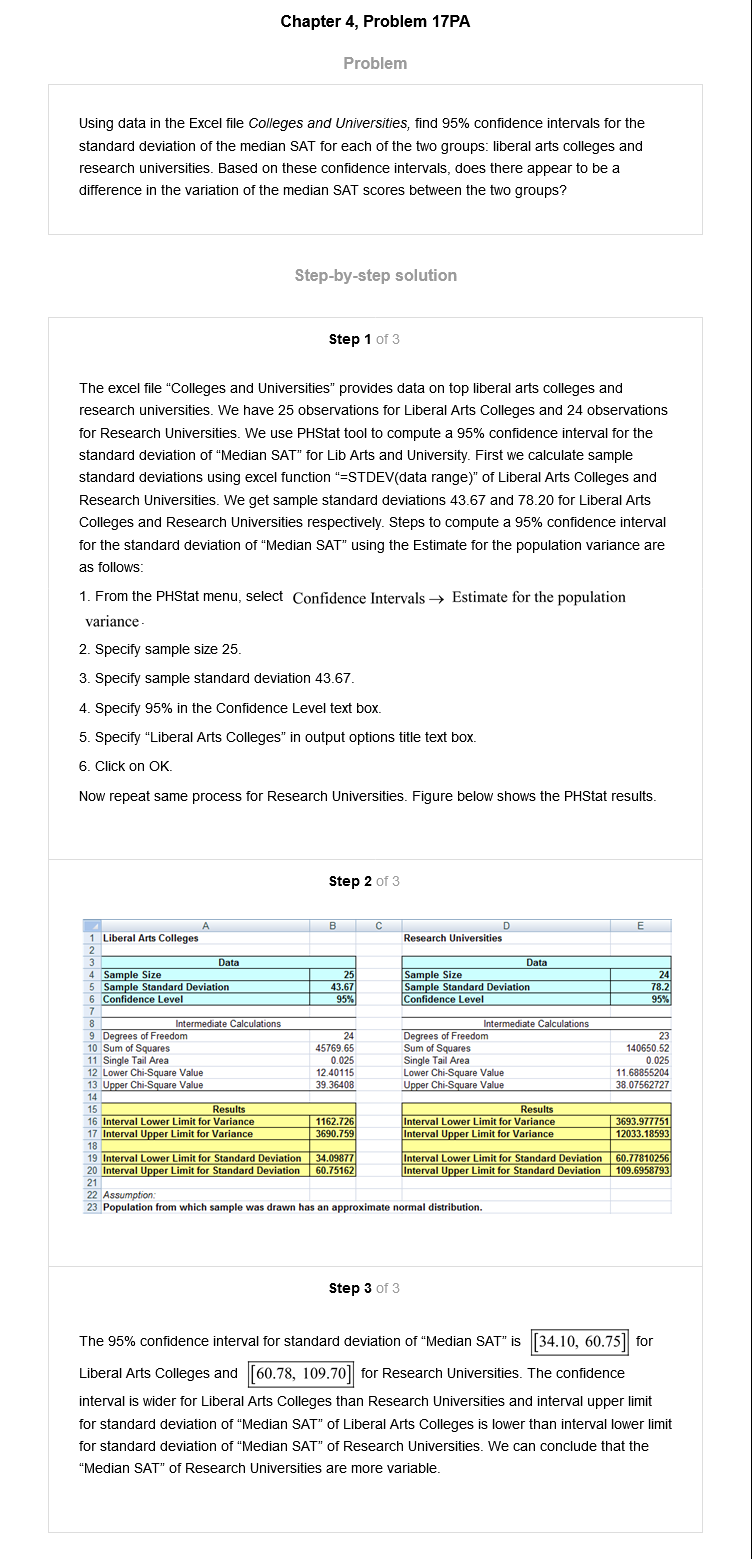 Chapter 4, Problem 17PA
Problem
Using data in the Excel file Colleges and Universities, find 95% confidence intervals for the
standard deviation of the median SAT for each of the two groups: liberal arts colleges and
research universities. Based on these confidence intervals, does there appear to be a
difference in the variation of the median SAT scores between the two groups?
Step-by-step solution
Step 1 of 3
The excel file “Colleges and Universities” provides data on top liberal arts colleges and
research universities. We have 25 observations for Liberal Arts Colleges and 24 observations
for Research Universities. We use PHStat tool to compute a 95% confidence interval for the
standard deviation of “Median SAT” for Lib Arts and University. First we calculate sample
standard deviations using excel function “=STDEV(data range)” of Liberal Arts Colleges and
Research Universities. We get sample standard deviations 43.67 and 78.20 for Liberal Arts
Colleges and Research Universities respectively. Steps to compute a 95% confidence interval
for the standard deviation of “Median SAT” using the Estimate for the population variance are
as follows:
1. From the PHStat menu, select Confidence Intervals → Estimate for the population
variance.
2. Specify sample size 25.
3. Specify sample standard deviation 43.67.
4. Specify 95% in the Confidence Level text box.
5. Specify “Liberal Arts Colleges” in output options title text box.
6. Click on OK.
Now repeat same process for Research Universities. Figure below shows the PHStat results.
Step 2 of 3
A B C D E
1 Liberal Arts Colleges Research Universities
2
3 Data Data
4 Sample Size 25 Sample Size 24
5 Sample Standard Deviation 43.67 Sample Standard Deviation 78.2
6 Confidence Level 95% Confidence Level 95%
7
8 Intermediate Calculations Intermediate Calculations
9 Degrees of Freedom 24 Degrees of Freedom 23
10 Sum of Squares 45769.65 Sum of Squares 140650.52
11 Single Tail Area 0.025 Single Tail Area 0.025
12 Lower Chi-Square Value 12.40115 Lower Chi-Square Value 11.68855204
13 Upper Chi-Square Value 39.36408 Upper Chi-Square Value 38.07562727
14
15 Results Results
16 Interval Lower Limit for Variance 1162.726 Interval Lower Limit for Variance 3693.977751
17 Interval Upper Limit for Variance 3690.759 Interval Upper Limit for Variance 12033.18593
18
19 Interval Lower Limit for Standard Deviation 34.09877 Interval Lower Limit for Standard Deviation 60.77810256
20 Interval Upper Limit for Standard Deviation 60.75162 Interval Upper Limit for Standard Deviation 109.6958793
21
22 Assumption:
23 Population from which sample was drawn has an approximate normal distribution.
Step 3 of 3
The 95% confidence interval for standard deviation of “Median SAT” is [34.10, 60.75] for
Liberal Arts Colleges and [60.78, 109.70] for Research Universities. The confidence
interval is wider for Liberal Arts Colleges than Research Universities and interval upper limit
for standard deviation of “Median SAT” of Liberal Arts Colleges is lower than interval lower limit
for standard deviation of “Median SAT” of Research Universities. We can conclude that the
“Median SAT” of Research Universities are more variable.